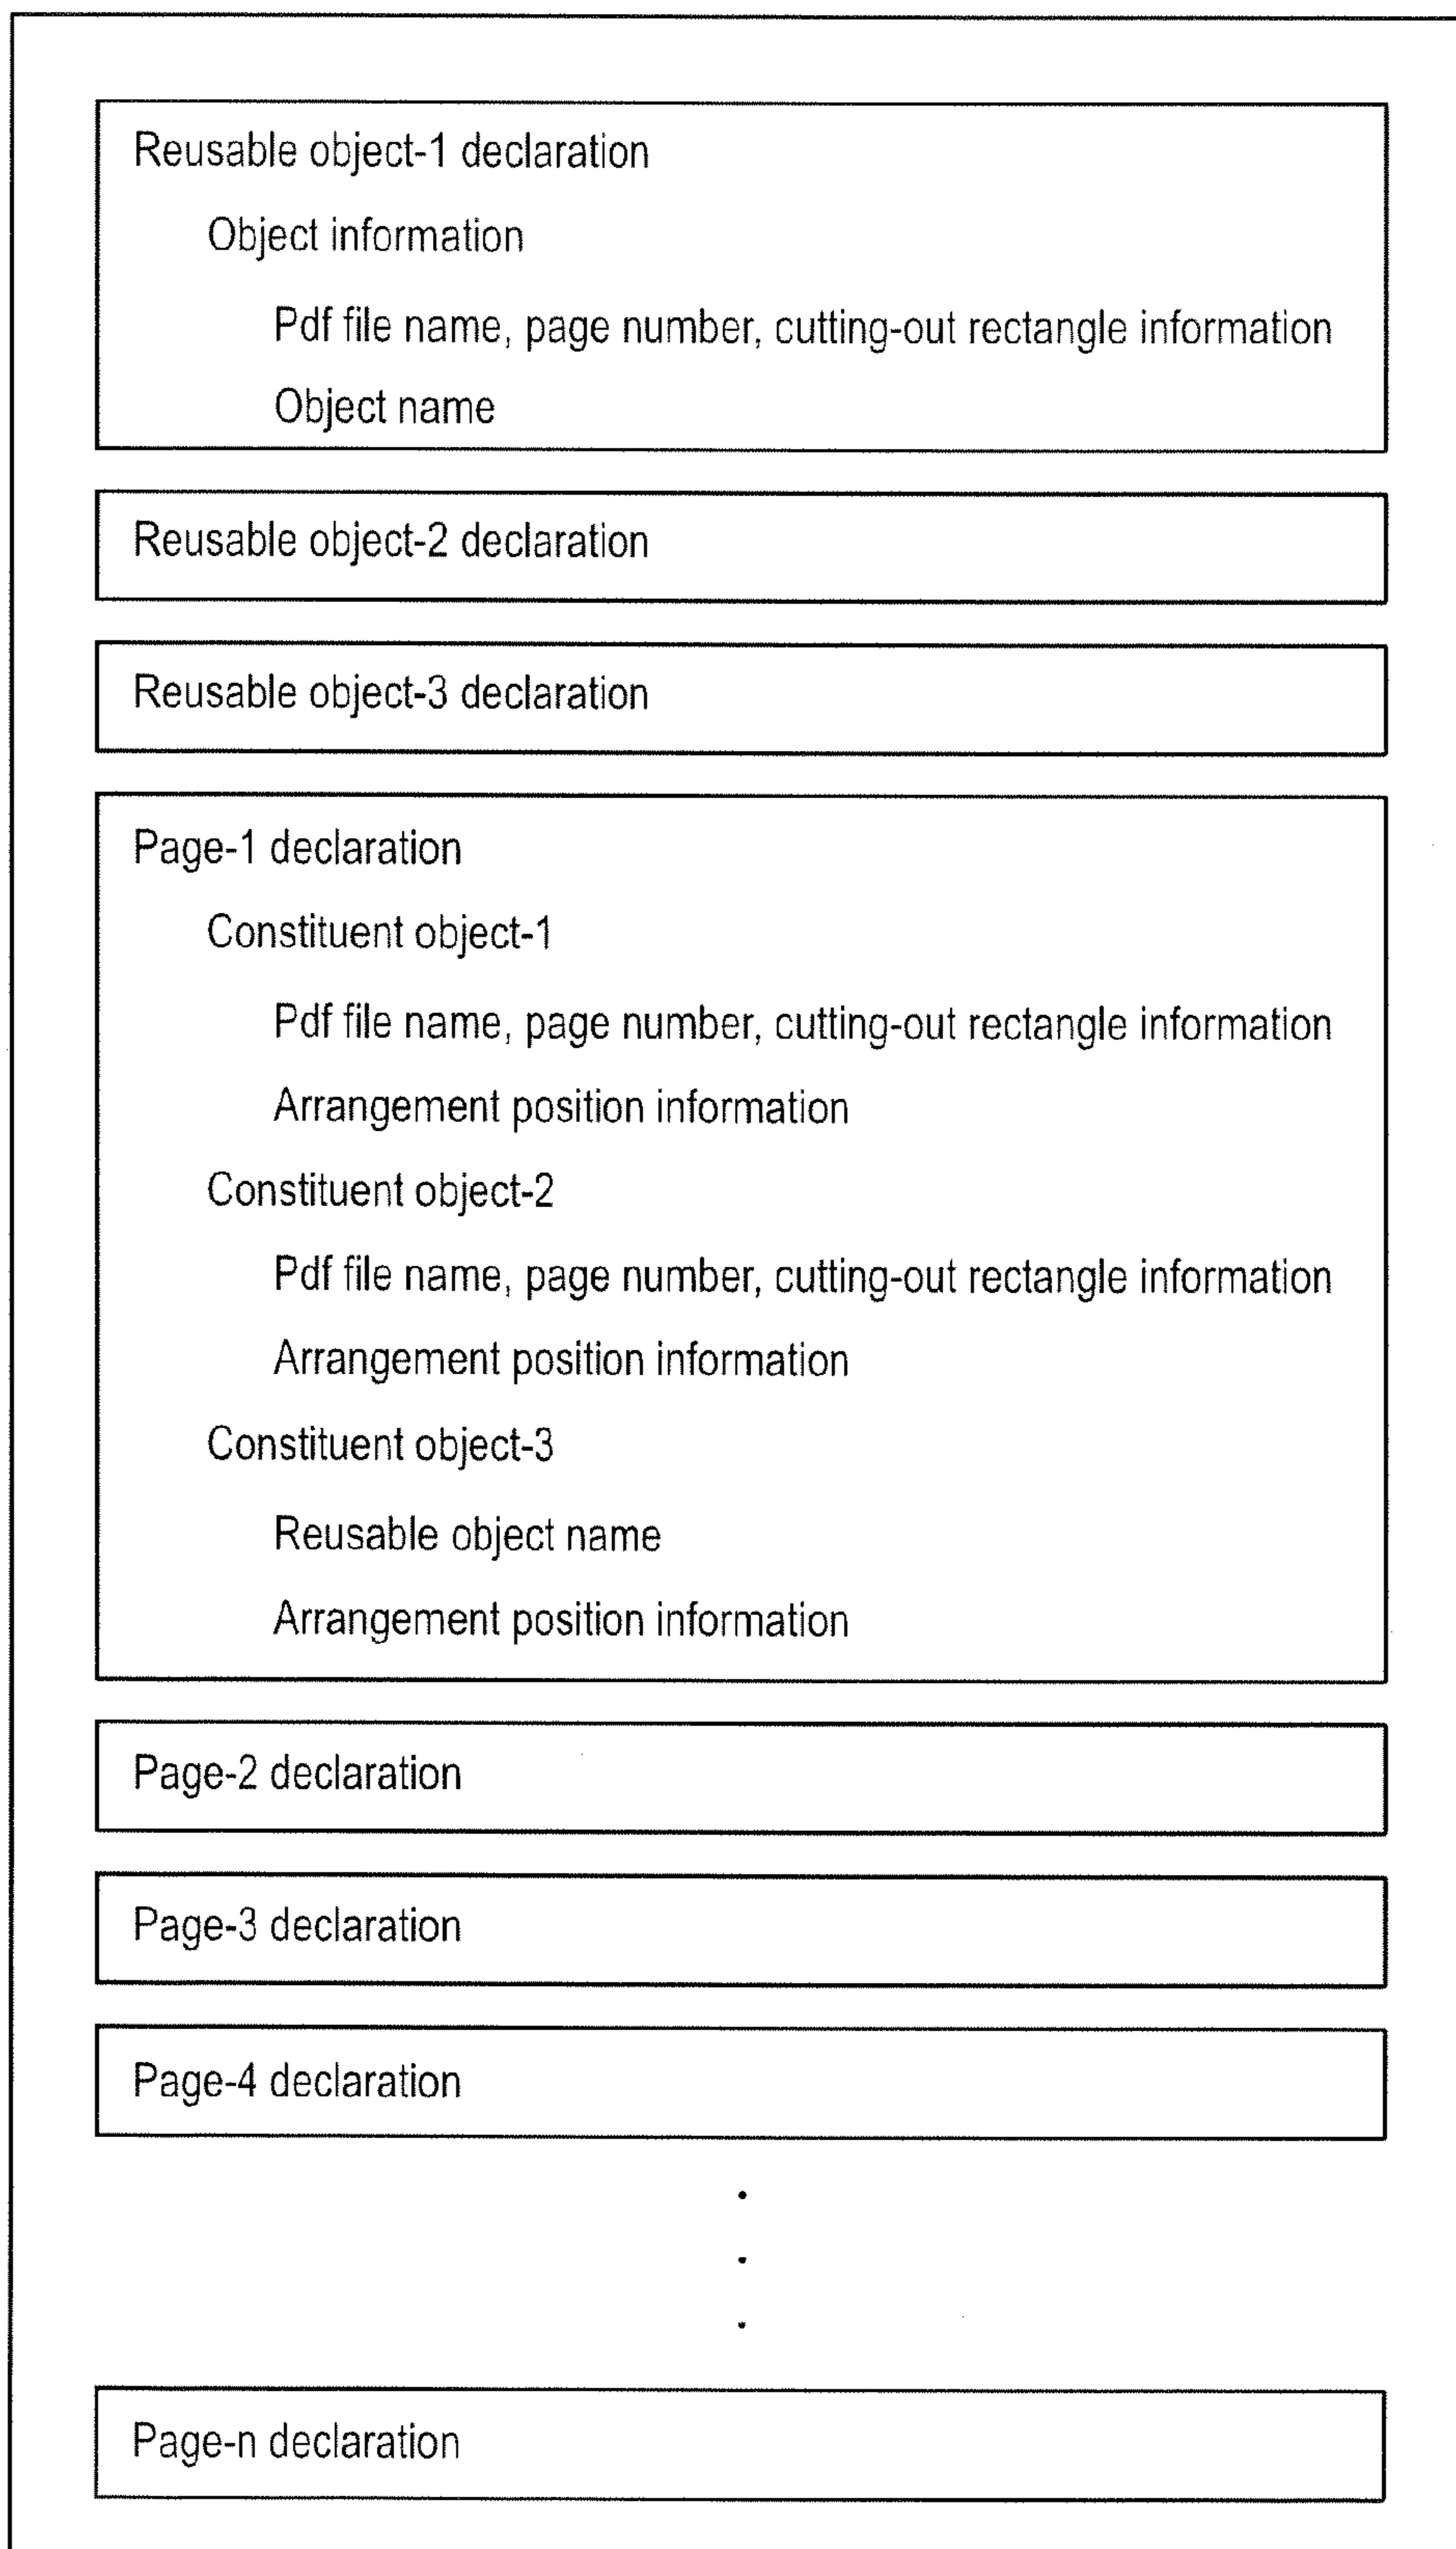 Reusable object-1 declaration
Object information
Pdf file name, page number, cutting-out rectangle information
Object name
Reusable object-2 declaration
Reusable object-3 declaration
Page-1 declaration
Constituent object-1
Pdf file name, page number, cutting-out rectangle information
Arrangement position information
Constituent object-2
Pdf file name, page number, cutting-out rectangle information
Arrangement position information
Constituent object-3
Reusable object name
Arrangement position information
Page-2 declaration
Page-3 declaration
Page-4 declaration
.
.
.
Page-n declaration